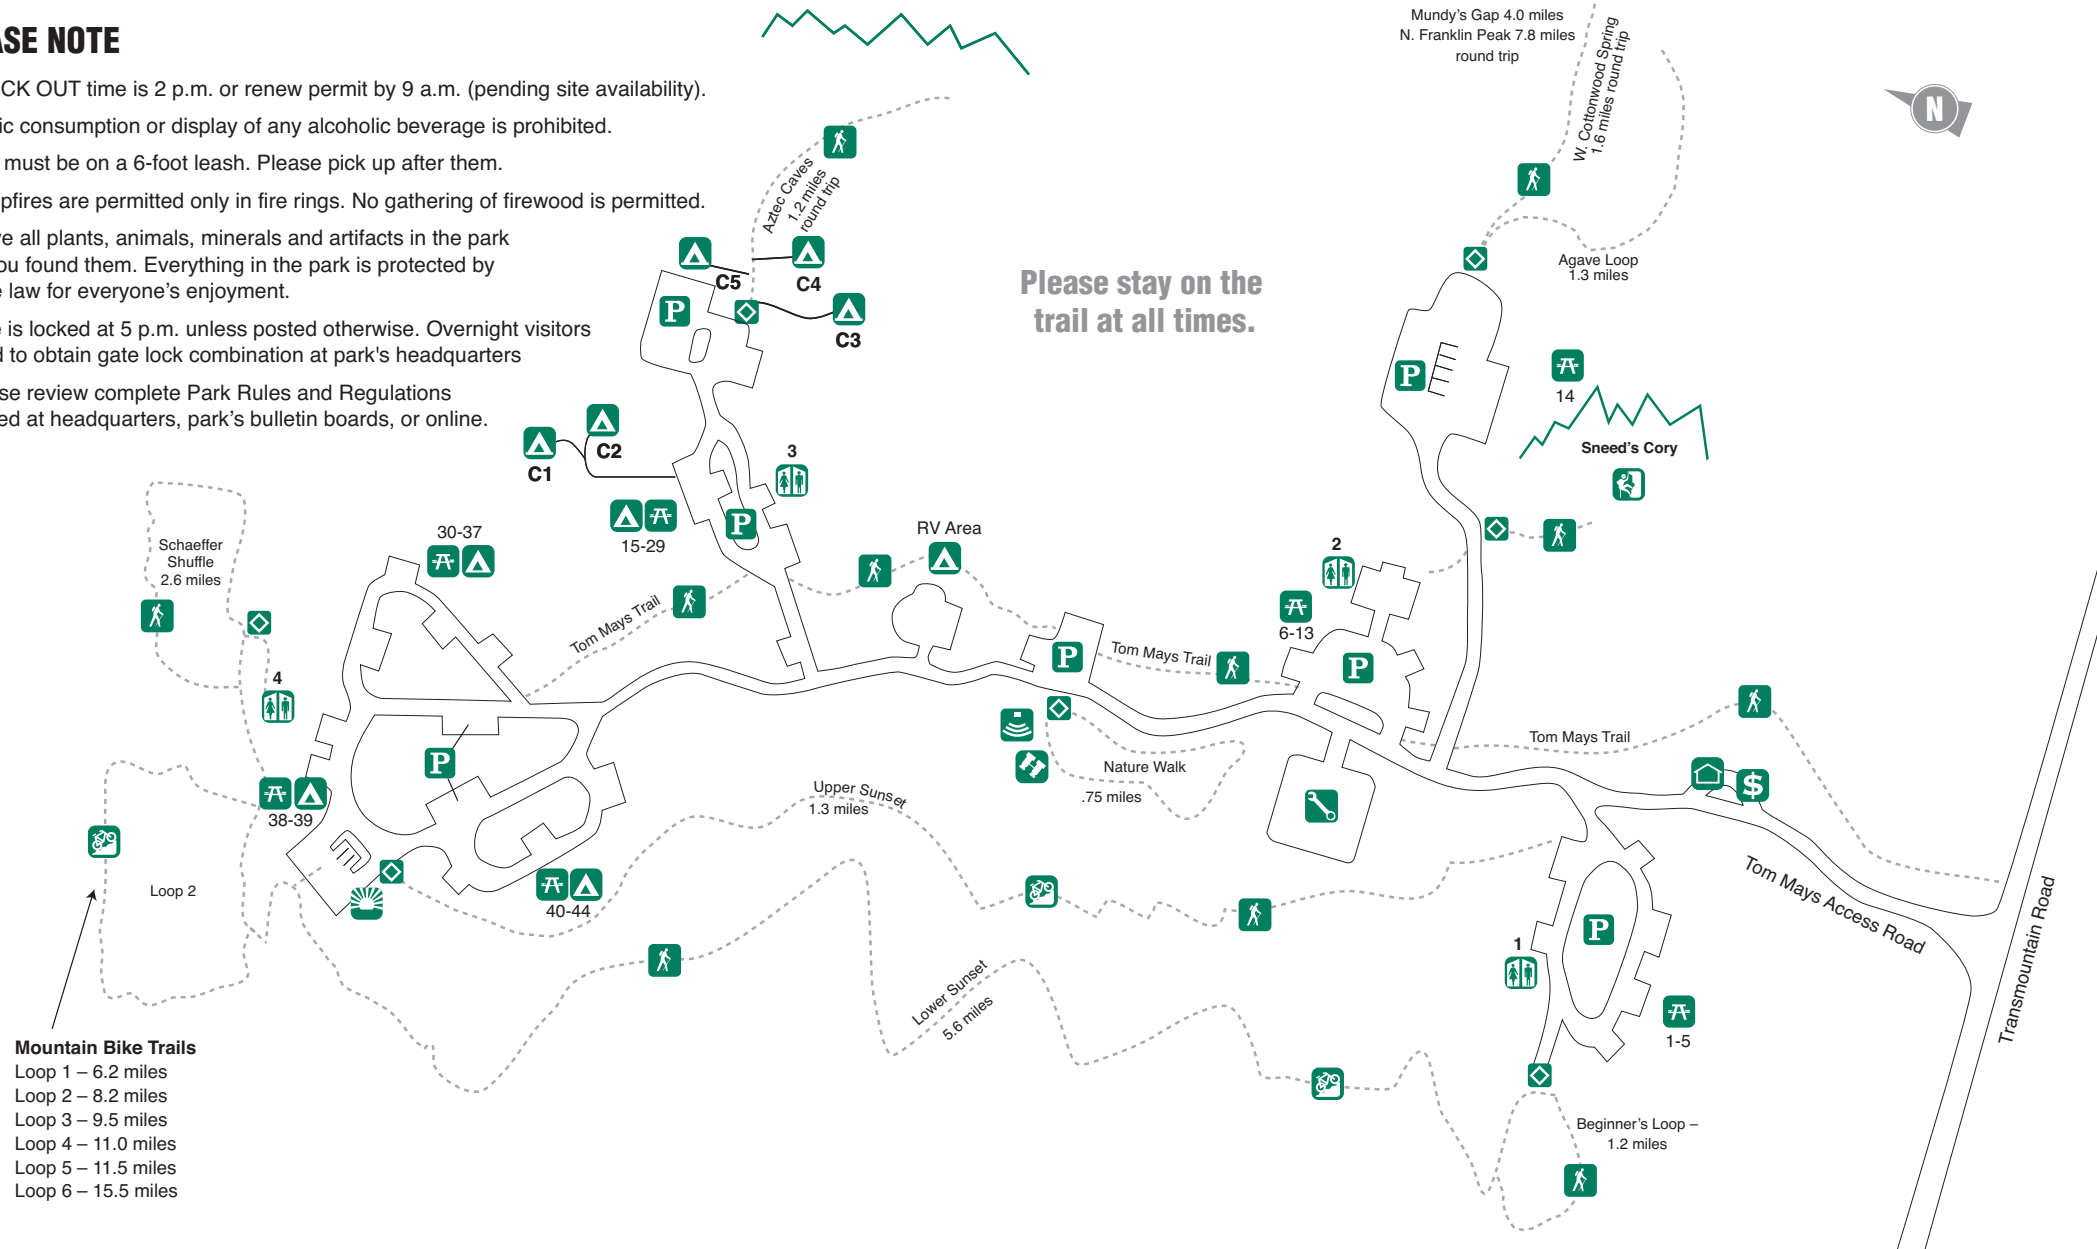 ASE NOTE
CK OUT time is 2 p.m. or renew permit by 9 a.m. (pending site availability).
ic consumption or display of any alcoholic beverage is prohibited.
must be on a 6-foot leash. Please pick up after them.
pfires are permitted only in fire rings. No gathering of firewood is permitted.
ve all plants, animals, minerals and artifacts in the park
ou found them. Everything in the park is protected by
e law for everyone's enjoyment.
e is locked at 5 p.m. unless posted otherwise. Overnight visitors
d to obtain gate lock combination at park's headquarters
se review complete Park Rules and Regulations
ed at headquarters, park's bulletin boards, or online.
Mundy's Gap 4.0 miles
N. Franklin Peak 7.8 miles
round trip
W. Cottonwood Spring
1.6 miles round trip
N
Aztec Caves
1.2 miles
round trip
Agave Loop
1.3 miles
Please stay on the
trail at all times.
C5
C4
C3
P
P
14
Sneed's Cory
C2
C1
3
P
15-29
30-37
RV Area
2
6-13
Schaeffer
Shuffle
2.6 miles
Tom Mays Trail
P
Tom Mays Trail
P
4
Tom Mays Trail
P
Nature Walk
.75 miles
Upper Sunset
1.3 miles
$
38-39
Loop 2
40-44
Tom Mays Access Road
Transmountain Road
P
1
Lower Sunset
5.6 miles
1-5
Mountain Bike Trails
Loop 1 – 6.2 miles
Loop 2 – 8.2 miles
Loop 3 – 9.5 miles
Loop 4 – 11.0 miles
Loop 5 – 11.5 miles
Loop 6 – 15.5 miles
Beginner's Loop –
1.2 miles